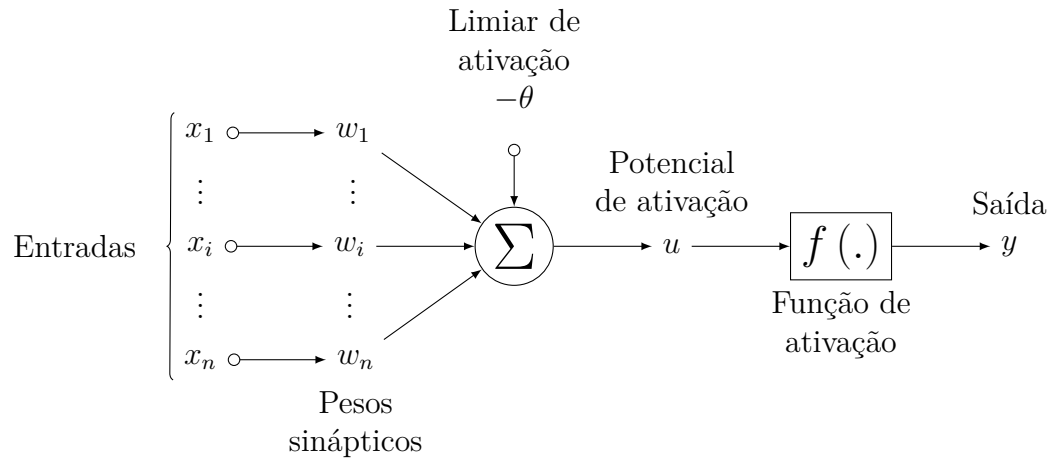 Limiar de
ativação
−θ
Entradas
x₁ w₁
⋮ ⋮
xᵢ wᵢ
⋮ ⋮
xₙ wₙ
Pesos
sinápticos
∑
Potencial
de ativação
u
f (.)
Função de
ativação
Saída
y